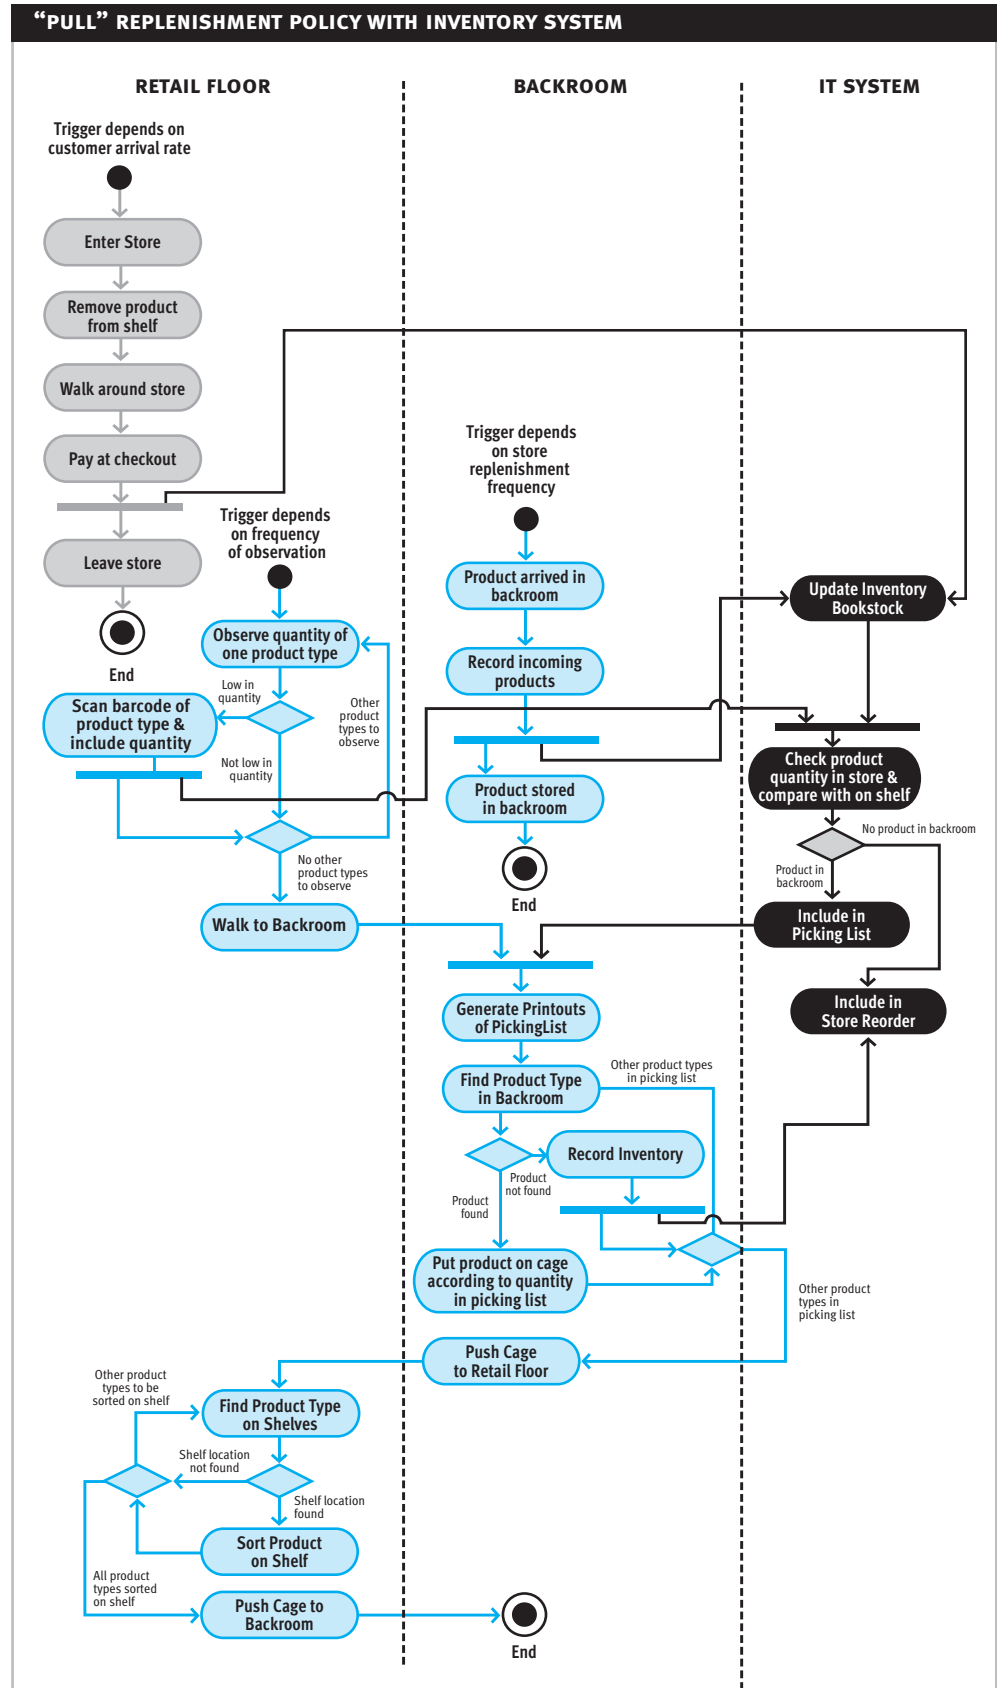 “PULL” REPLENISHMENT POLICY WITH INVENTORY SYSTEM
RETAIL FLOOR
BACKROOM
IT SYSTEM
Trigger depends on
customer arrival rate
Enter Store
Remove product
from shelf
Walk around store
Pay at checkout
Leave store
End
Trigger depends
on frequency
of observation
Observe quantity of
one product type
Low in
quantity
Scan barcode of
product type &
include quantity
Not low in
quantity
Other
product
types to
observe
No other
product types
to observe
Walk to Backroom
Trigger depends
on store
replenishment
frequency
Product arrived in
backroom
Record incoming
products
Product stored
in backroom
End
Update Inventory
Bookstock
Check product
quantity in store &
compare with on shelf
No product in backroom
Product in
backroom
Include in
Picking List
Include in
Store Reorder
Generate Printouts
of PickingList
Find Product Type
in Backroom
Other product types
in picking list
Record Inventory
Product
not found
Product
found
Put product on cage
according to quantity
in picking list
Other product
types in
picking list
Push Cage
to Retail Floor
Other product
types to be
sorted on shelf
Find Product Type
on Shelves
Shelf location
not found
Shelf location
found
Sort Product
on Shelf
All product
types sorted
on shelf
Push Cage to
Backroom
End